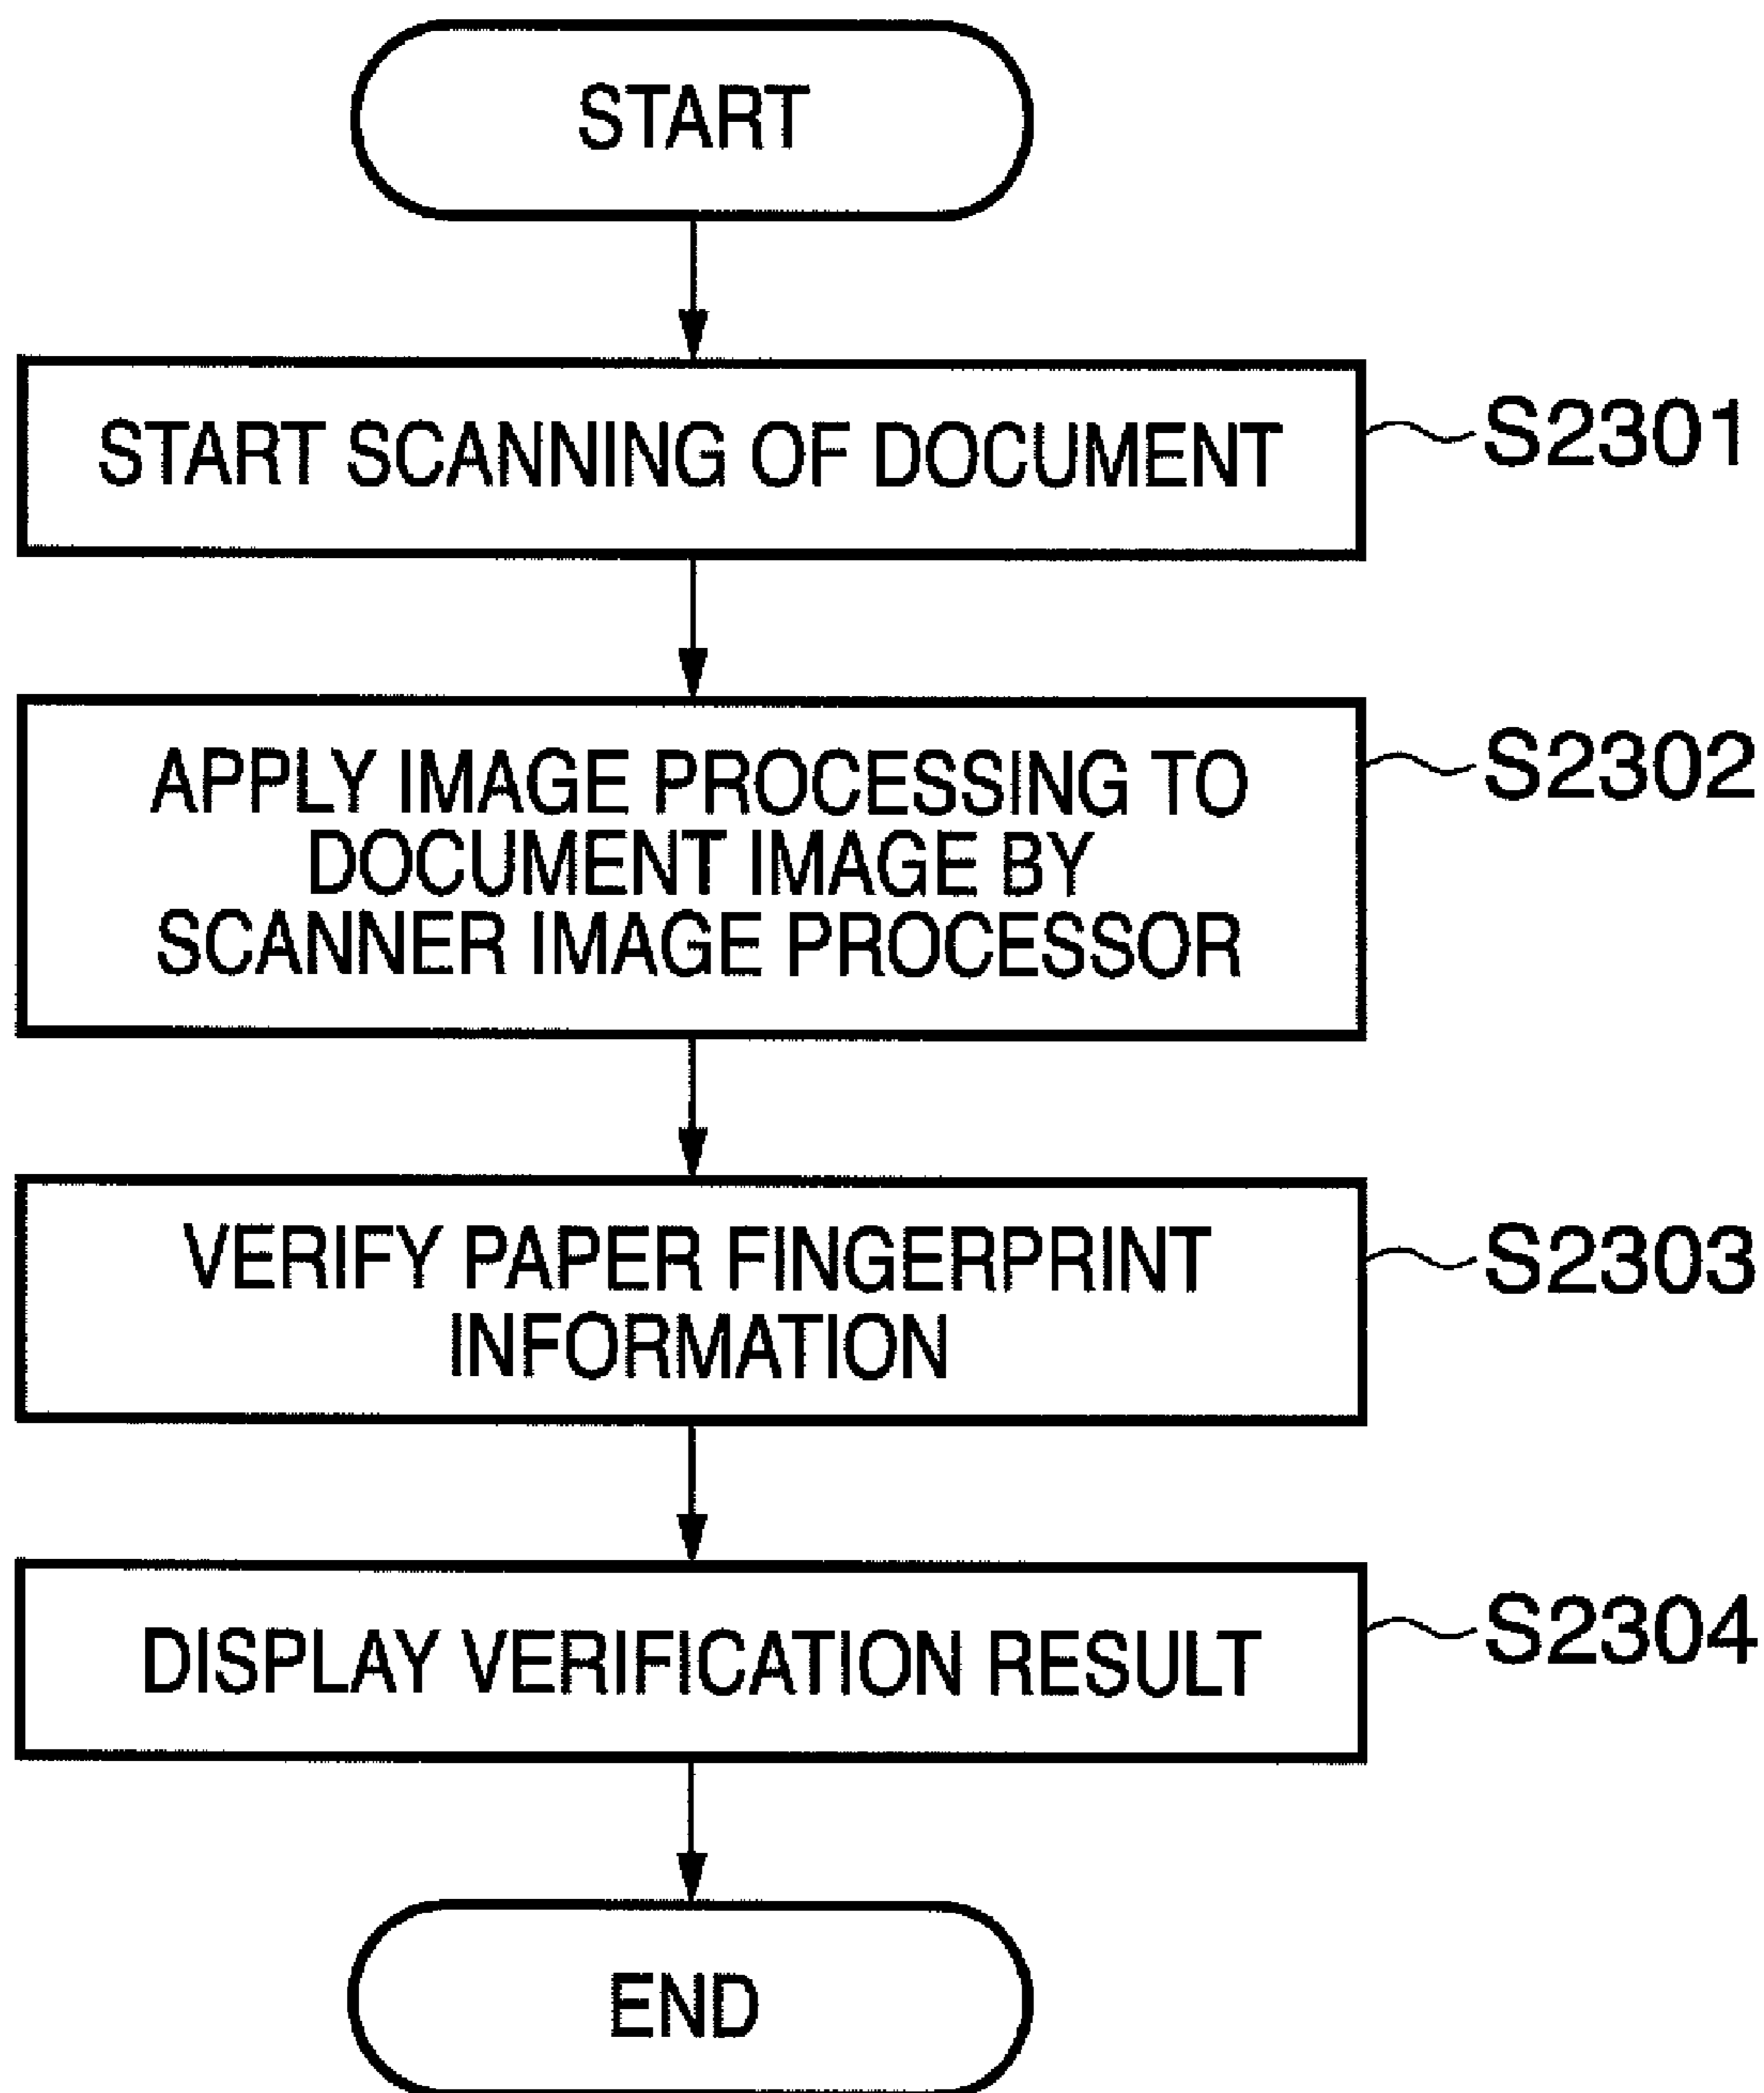 START
START SCANNING OF DOCUMENT
S2301
APPLY IMAGE PROCESSING TO
DOCUMENT IMAGE BY
SCANNER IMAGE PROCESSOR
S2302
VERIFY PAPER FINGERPRINT
INFORMATION
S2303
DISPLAY VERIFICATION RESULT
S2304
END